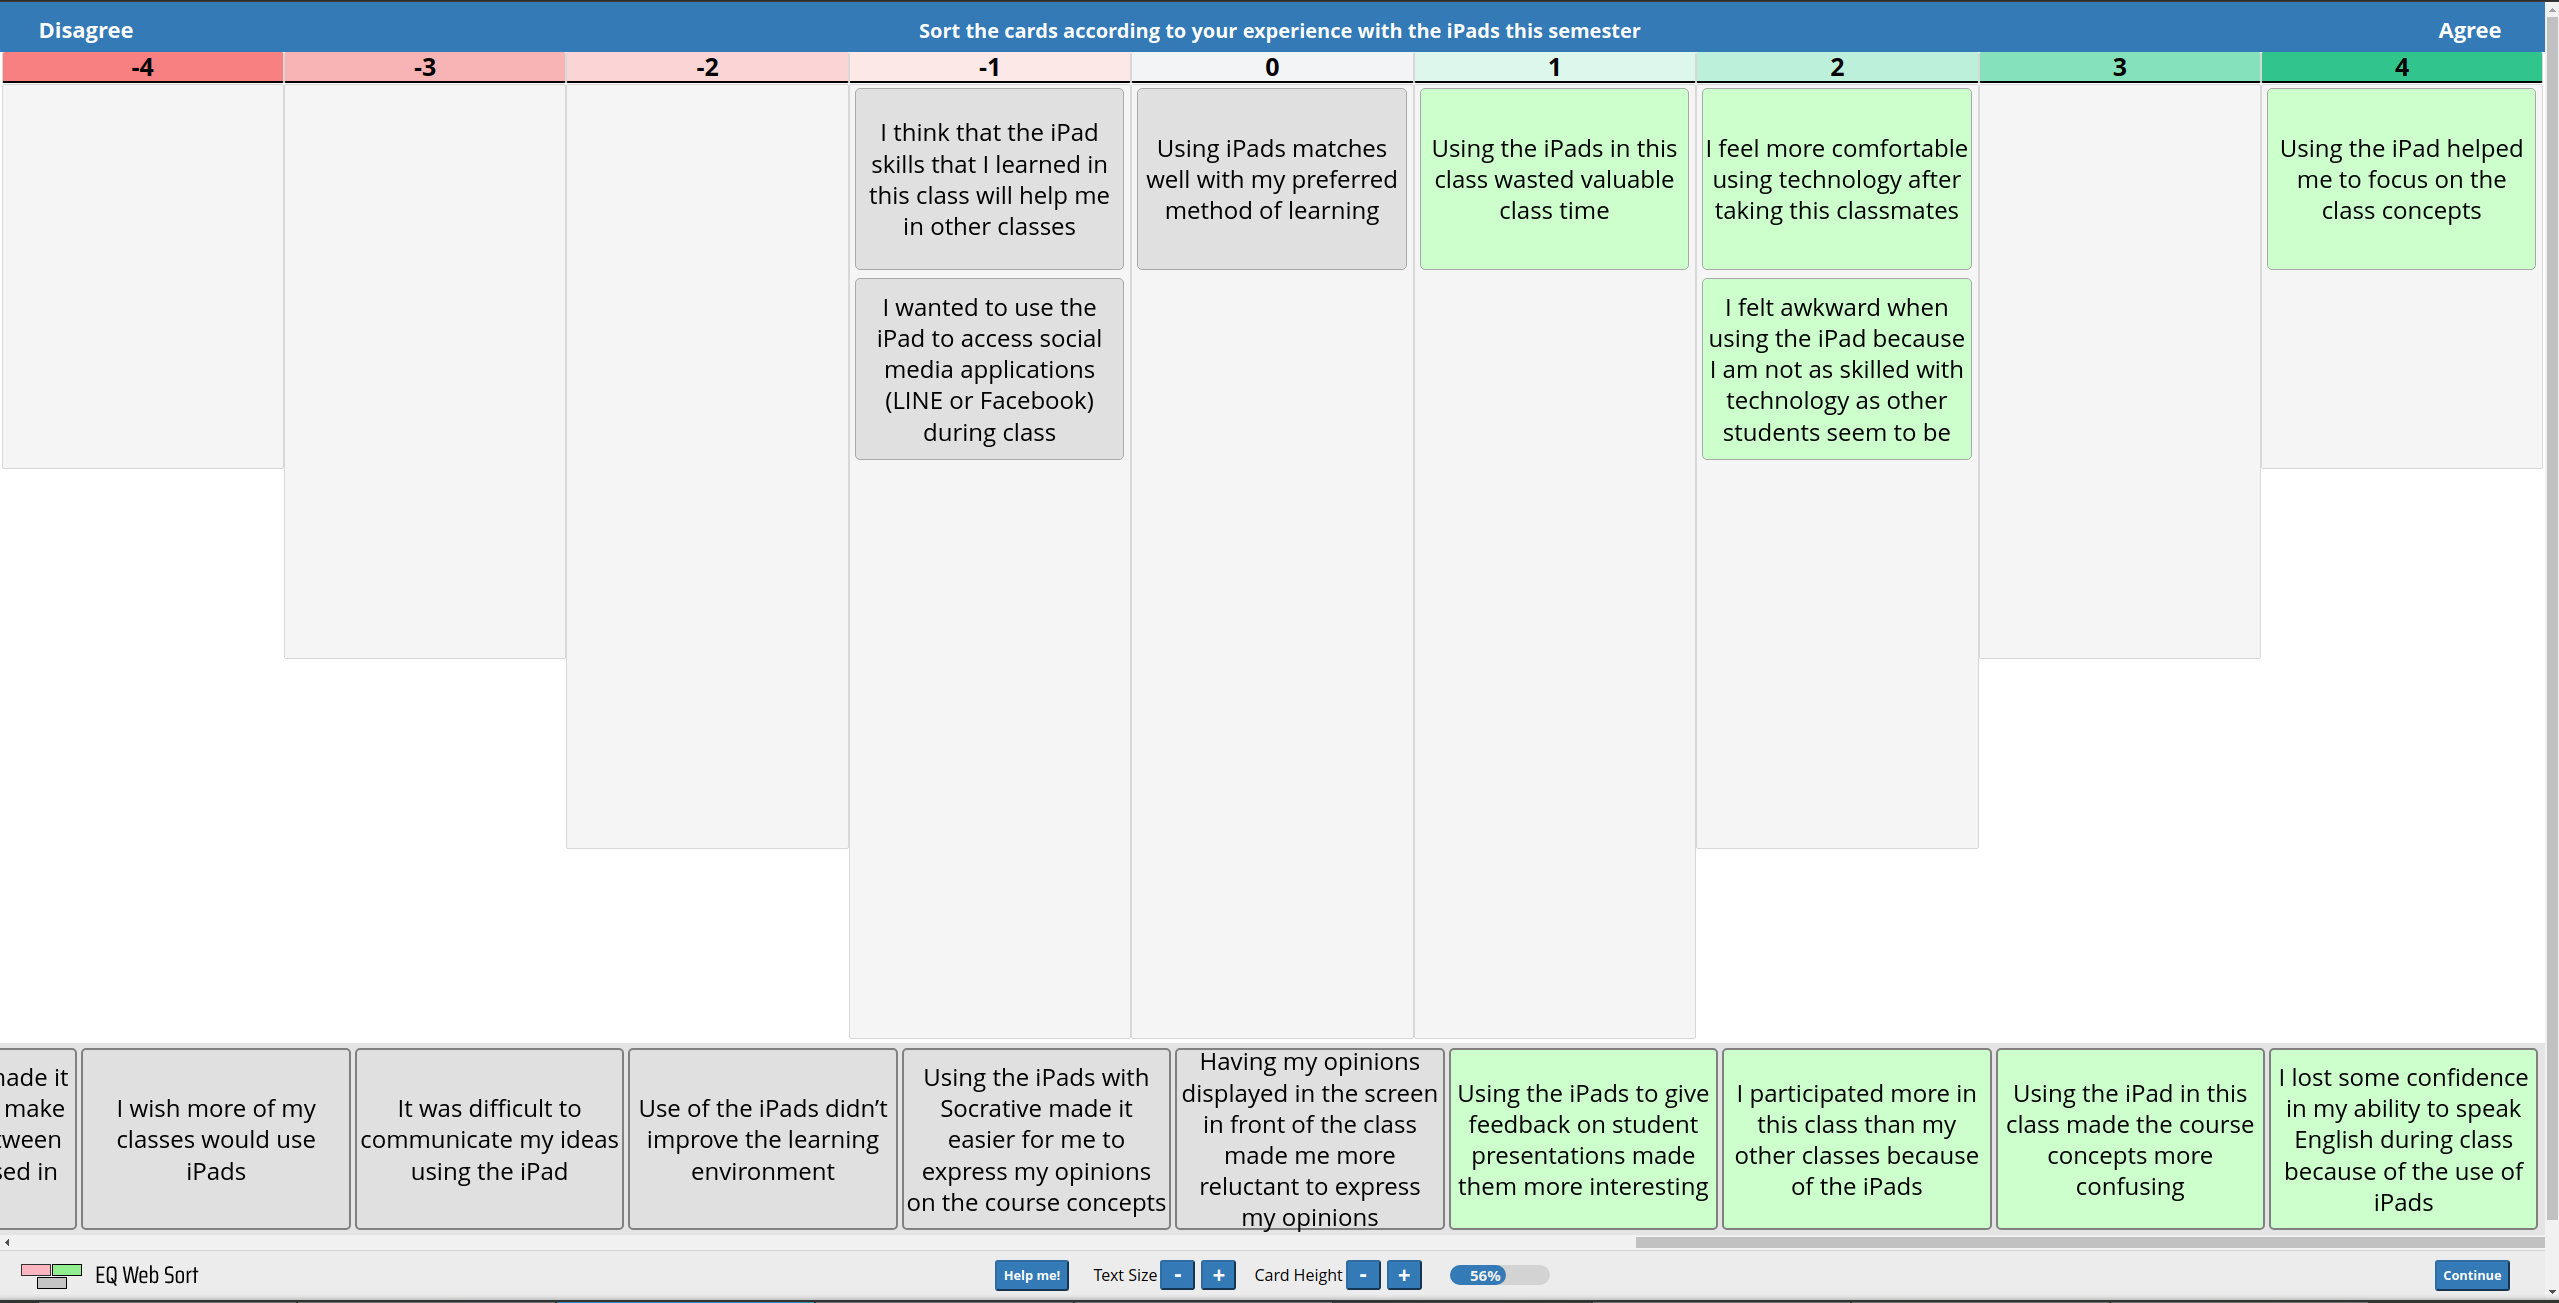 Disagree
Sort the cards according to your experience with the iPads this semester
Agree
-4
-3
-2
-1
0
1
2
3
4
I think that the iPad
skills that I learned in
this class will help me
in other classes
Using iPads matches
well with my preferred
method of learning
Using the iPads in this
class wasted valuable
class time
I feel more comfortable
using technology after
taking this classmates
Using the iPad helped
me to focus on the
class concepts
I wanted to use the
iPad to access social
media applications
(LINE or Facebook)
during class
I felt awkward when
using the iPad because
I am not as skilled with
technology as other
students seem to be
it
make
sed in
I wish more of my
classes would use
iPads
It was difficult to
communicate my ideas
using the iPad
Use of the iPads didn’t
improve the learning
environment
Using the iPads with
Socrative made it
easier for me to
express my opinions
on the course concepts
Having my opinions
displayed in the screen
in front of the class
made me more
reluctant to express
my opinions
Using the iPads to give
feedback on student
presentations made
them more interesting
I participated more in
this class than my
other classes because
of the iPads
Using the iPad in this
class made the course
concepts more
confusing
I lost some confidence
in my ability to speak
English during class
because of the use of
iPads
EQ Web Sort
Help me!
Text Size
-
+
Card Height
-
+
56%
Continue